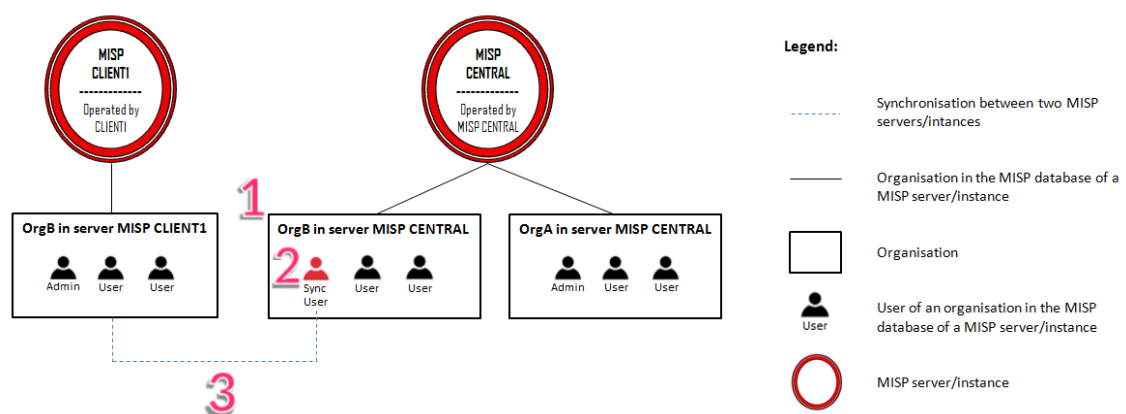 MISP
CLIENT1
-------------
Operated by
CLIENT1
MISP
CENTRAL
-------------
Operated by
MISP CENTRAL
1
OrgB in server MISP CLIENT1
Admin
User
User
OrgB in server MISP CENTRAL
2
Sync
User
User
User
OrgA in server MISP CENTRAL
Admin
User
User
3
Legend:
Synchronisation between two MISP
servers/intances
Organisation in the MISP database of a
MISP server/instance
Organisation
User
User of an organisation in the MISP
database of a MISP server/instance
MISP server/instance